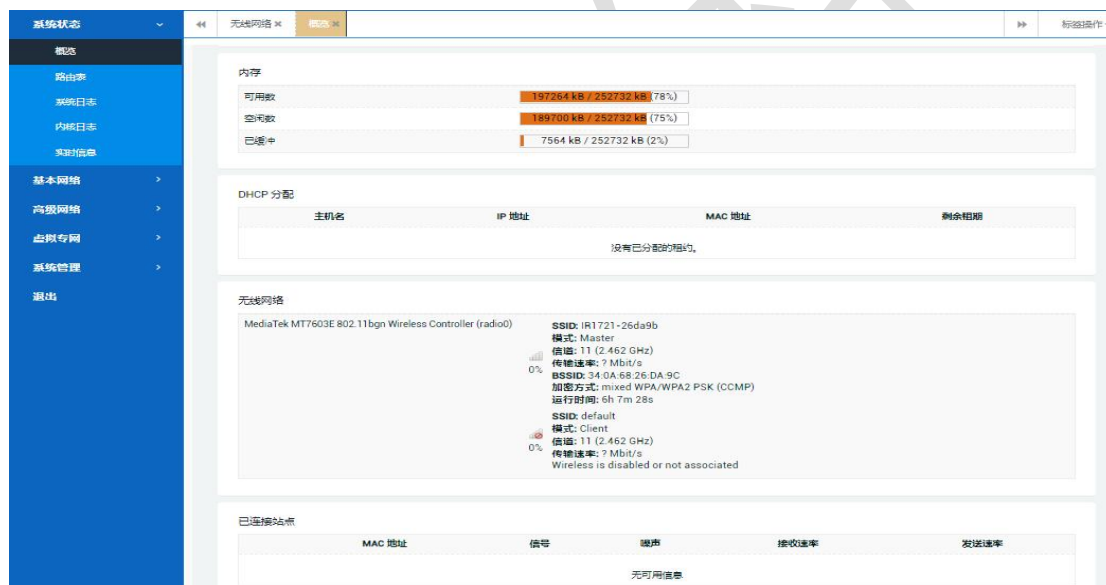 系统状态
概览
路由表
系统日志
内核日志
实时信息
基本网络
高级网络
虚拟专网
系统管理
退出
无线网络 概览 标签操作
内存
可用数 197264 kB / 252732 kB (78%)
空闲数 189700 kB / 252732 kB (75%)
已缓冲 7564 kB / 252732 kB (2%)
DHCP 分配
主机名 IP 地址 MAC 地址 剩余租期
没有已分配的租约。
无线网络
MediaTek MT7603E 802.11bgn Wireless Controller (radio0)
SSID: IR1721-26da9b
模式: Master
信道: 11 (2.462 GHz)
传输速率: ? Mbit/s
0%
BSSID: 34:0A:68:26:DA:9C
加密方式: mixed WPA/WPA2 PSK (CCMP)
运行时间: 6h 7m 28s
SSID: default
模式: Client
信道: 11 (2.462 GHz)
0%
传输速率: ? Mbit/s
Wireless is disabled or not associated
已连接站点
MAC 地址 信号 噪声 接收速率 发送速率
无可用信息